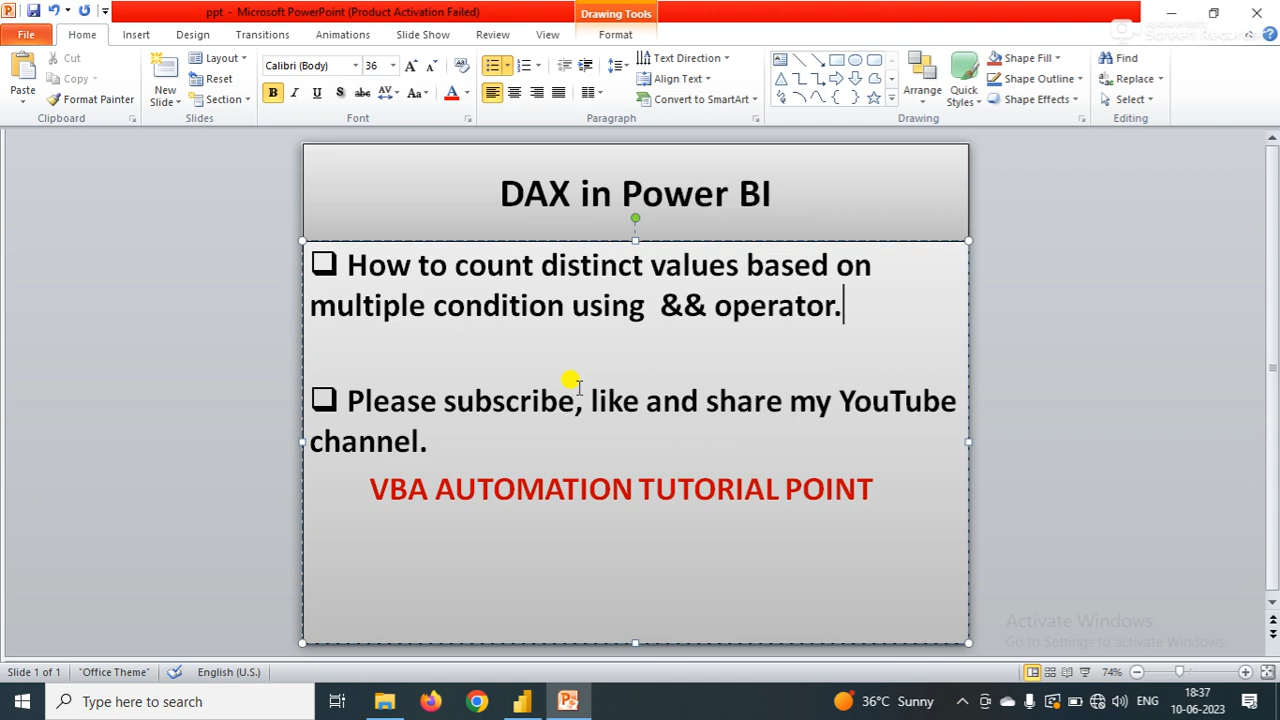 ppt - Microsoft PowerPoint (Product Activation Failed)
Drawing Tools
File
Home
Insert
Design
Transitions
Animations
Slide Show
Review
View
Format
Paste
Cut
Copy
Format Painter
Clipboard
New
Slide
Layout
Reset
Section
Slides
Calibri (Body)
36
B I U S abc AV Aa A
Font
Text Direction
Align Text
Convert to SmartArt
Paragraph
Arrange
Quick
Styles
Shape Fill
Shape Outline
Shape Effects
Drawing
Find
Replace
Select
Editing
DAX in Power BI
How to count distinct values based on
multiple condition using  && operator.
Please subscribe, like and share my YouTube
channel.
VBA AUTOMATION TUTORIAL POINT
Activate Windows
Go to Settings to activate Windows.
Slide 1 of 1
"Office Theme"
English (U.S.)
74%
Type here to search
36°C Sunny
ENG
18:37
10-06-2023